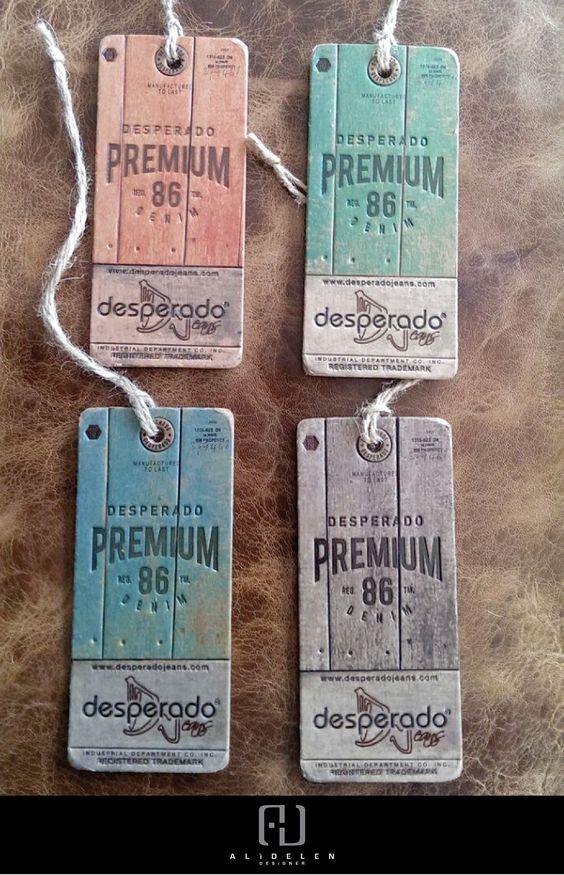 MANUFACTURED
TO LAST
DESPERADO
PREMIUM
REG. 86 TM.
DENIM
www.desperadojeans.com
desperado
Jeans
INDUSTRIAL DEPARTMENT CO. INC.
REGISTERED TRADEMARK
MANUFACTURED
TO LAST
DESPERADO
PREMIUM
REG. 86 TM.
DENIM
www.desperadojeans.com
desperado
Jeans
INDUSTRIAL DEPARTMENT CO. INC.
REGISTERED TRADEMARK
MANUFACTURED
TO LAST
DESPERADO
PREMIUM
REG. 86 TM.
DENIM
www.desperadojeans.com
desperado
Jeans
INDUSTRIAL DEPARTMENT CO. INC.
REGISTERED TRADEMARK
MANUFACTURED
TO LAST
DESPERADO
PREMIUM
REG. 86 TM.
DENIM
www.desperadojeans.com
desperado
Jeans
INDUSTRIAL DEPARTMENT CO. INC.
REGISTERED TRADEMARK
ALiDELEN
DESiGNER